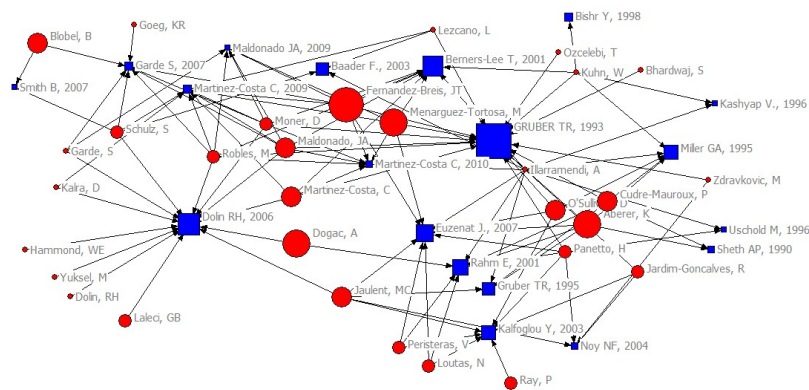 Goeg, KR
Lezcano, L
Bishr Y, 1998
Blobel, B
Maldonado JA, 2009
Ozcelebi, T
Garde S, 2007
Baader F., 2003
Berners-Lee T, 2001
Kuhn, W
Bhardwaj, S
Smith B, 2007
Martinez-Costa C, 2009
Fernandez-Breis, JT
Kashyap V., 1996
Menarguez-Tortosa, M
Schulz, S
Moner, D
GRUBER TR, 1993
Garde, S
Robles, M
Maldonado, JA
Miller GA, 1995
Martinez-Costa C, 2010
Illarramendi, A
Kalra, D
Martinez-Costa, C
Zdravkovic, M
Cudre-Mauroux, P
Dolin RH, 2006
Aberer, K
Euzenat J., 2007
Uschold M, 1996
Dogac, A
Hammond, WE
Panetto, H
Sheth AP, 1990
Rahm E, 2001
Yuksel, M
Jardim-Goncalves, R
Dolin, RH
Jaulent, MC
Gruber TR, 1995
Laleci, GB
Kalfoglou Y, 2003
Peristeras, V
Noy NF, 2004
Loutas, N
Ray, P